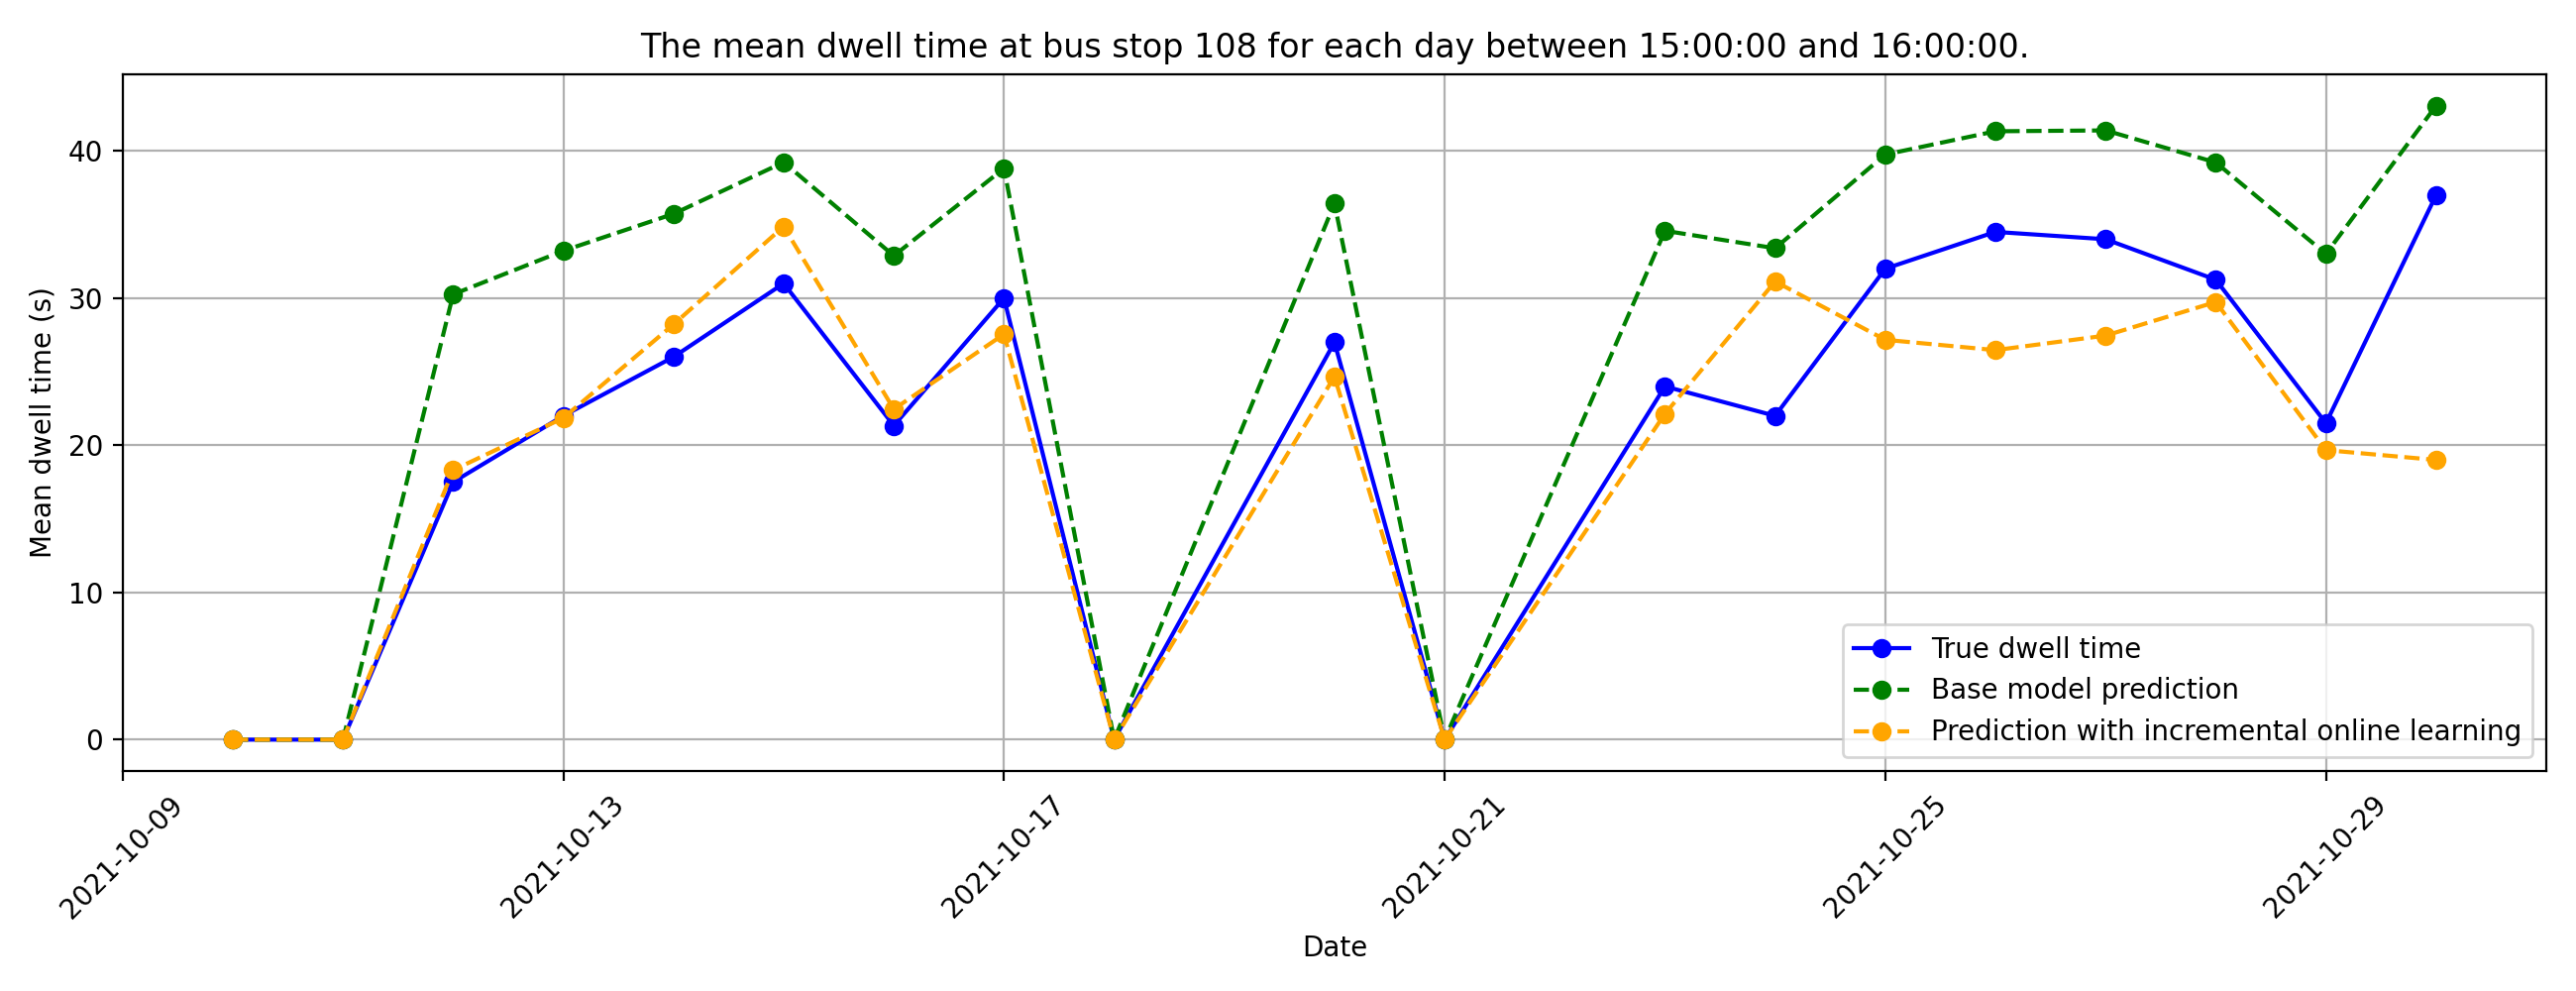 The mean dwell time at bus stop 108 for each day between 15:00:00 and 16:00:00.
Mean dwell time (s)
40
30
20
10
0
True dwell time
Base model prediction
Prediction with incremental online learning
2021-10-09
2021-10-13
2021-10-17
2021-10-21
2021-10-25
2021-10-29
Date